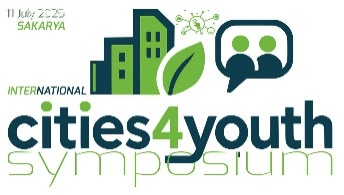 11 July 2025
SAKARYA
INTERNATIONAL
cities4youth
symposium